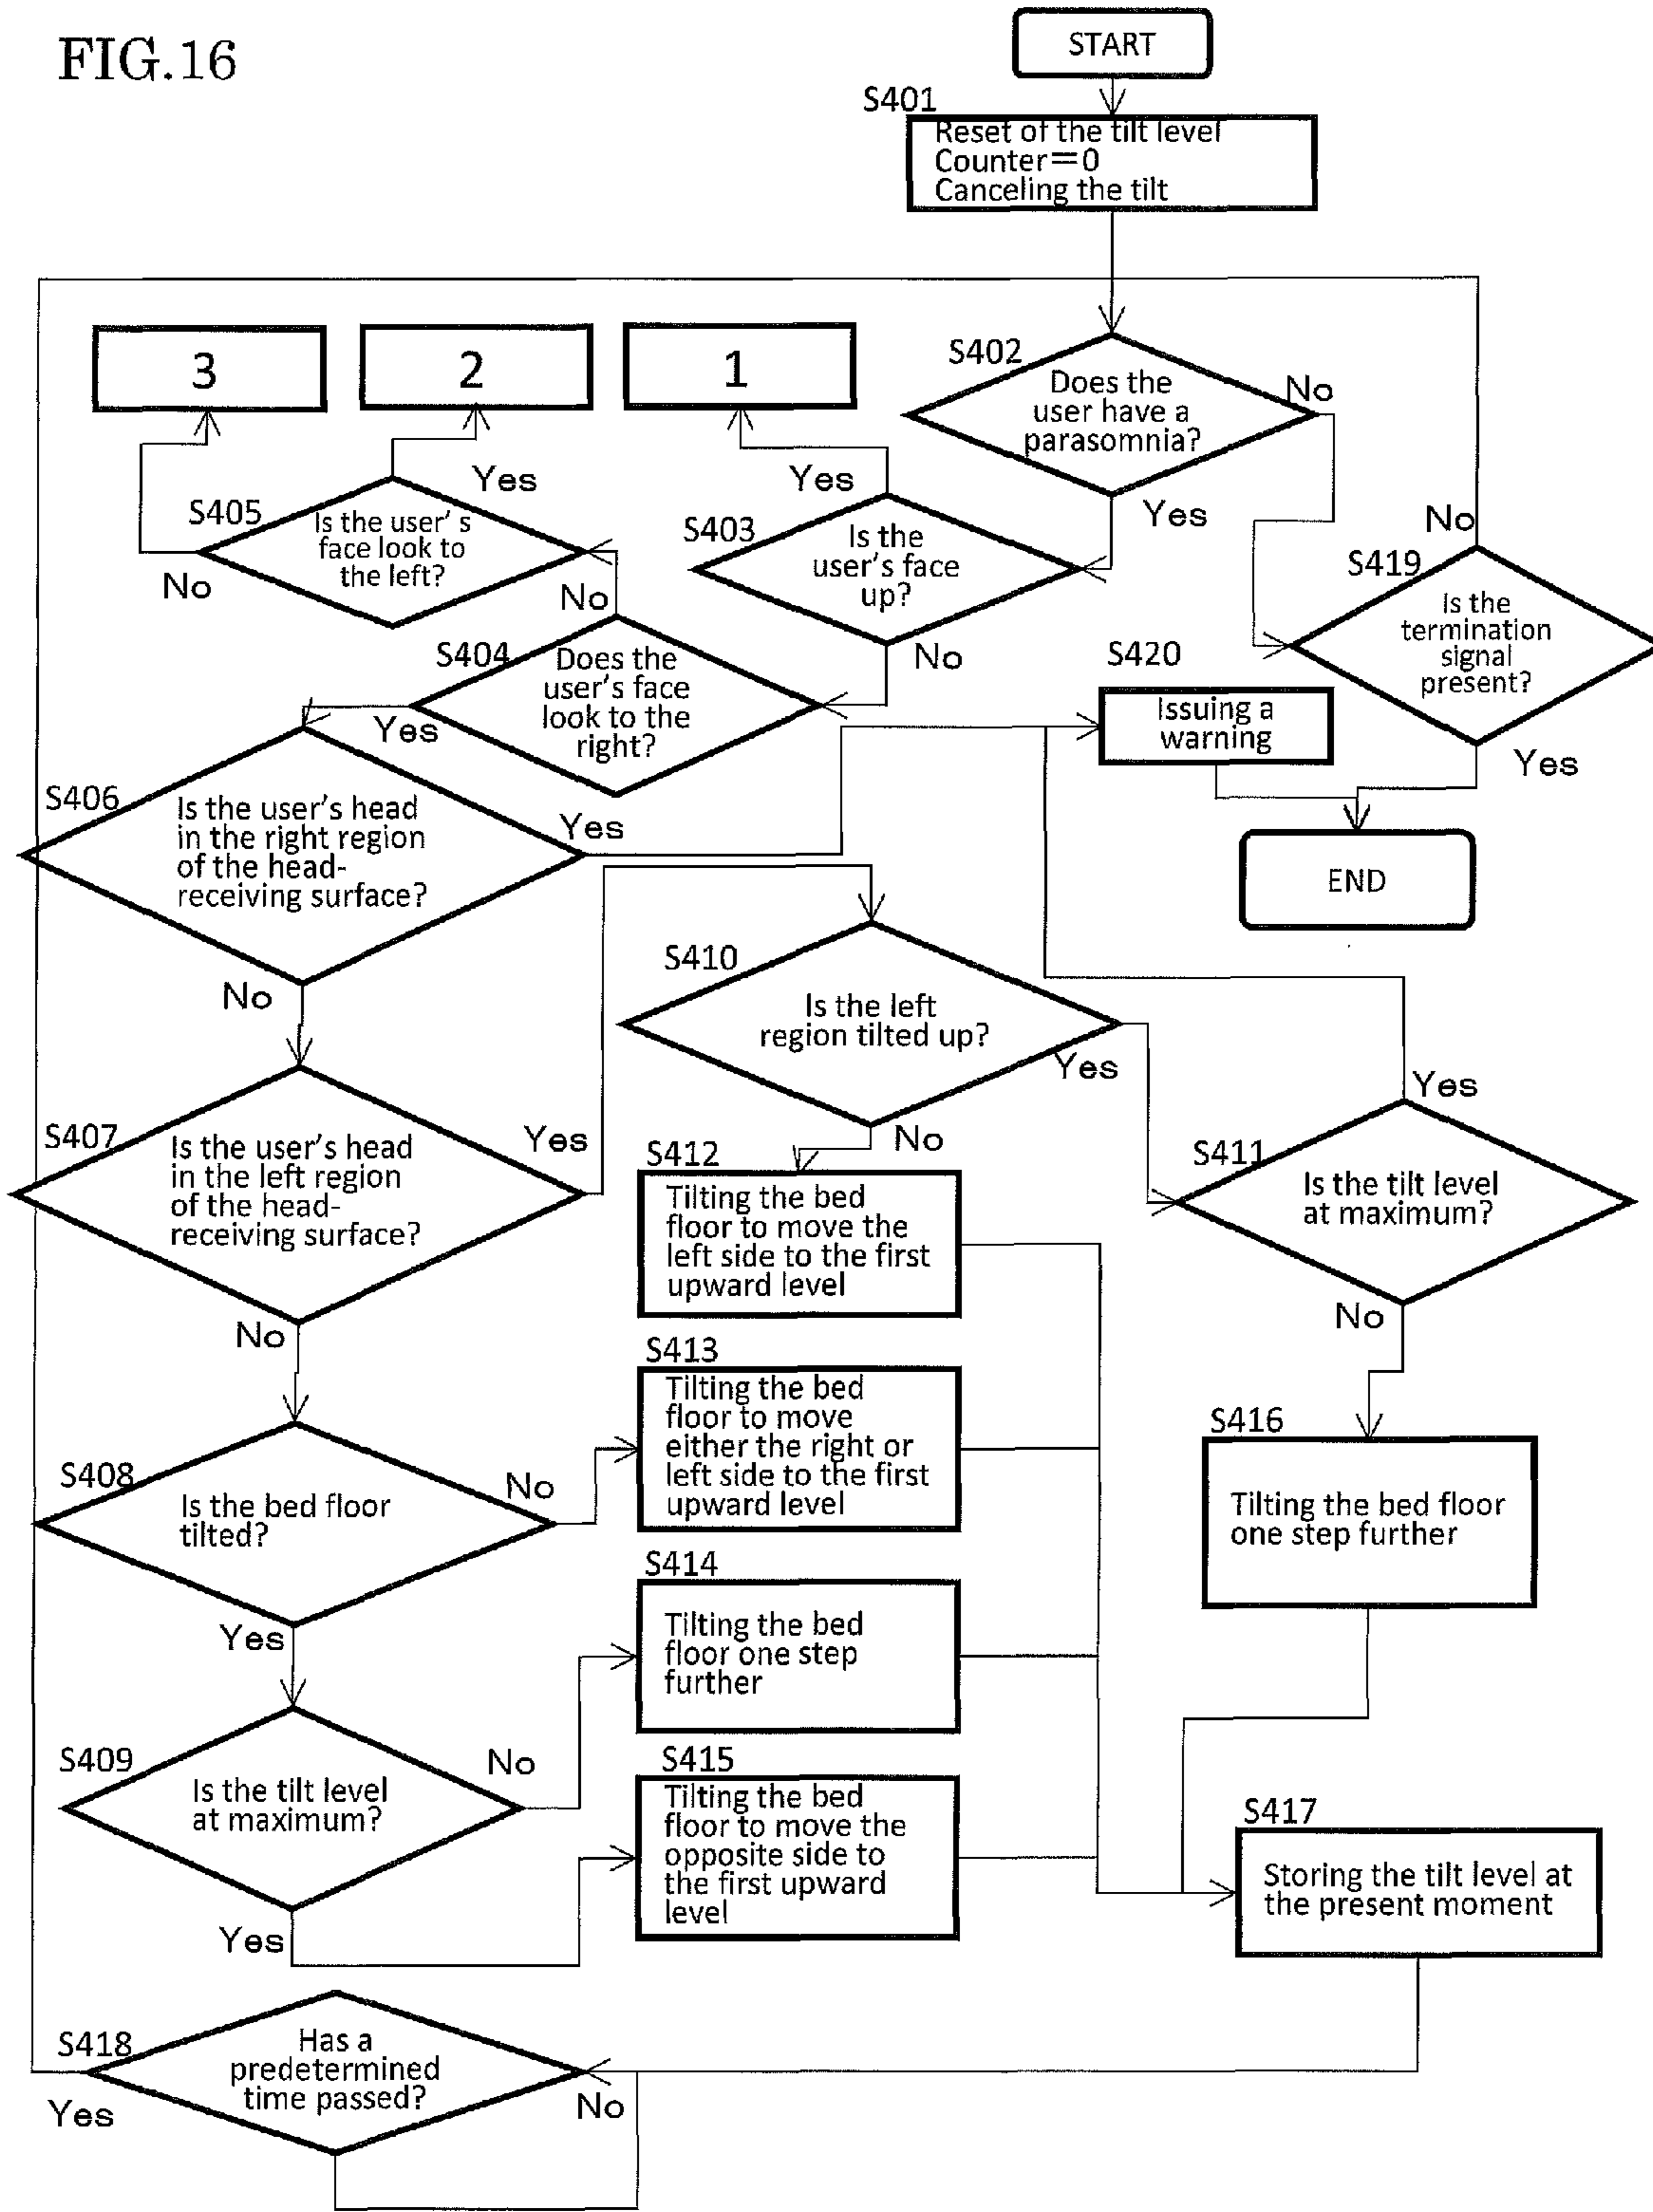 FIG.16
START
S401
Reset of the tilt level
Counter=0
Canceling the tilt
3
2
1
S402
Does the
user have a
parasomnia?
No
Yes
S405
Is the user's
face look to
the left?
Yes
No
S403
Is the
user's face
up?
Yes
No
S419
Is the
termination
signal
present?
No
Yes
S404
Does the
user's face
look to the
right?
No
Yes
S420
Issuing a
warning
END
S406
Is the user's head
in the right region
of the head-
receiving surface?
Yes
No
S410
Is the left
region tilted up?
Yes
No
S407
Is the user's head
in the left region
of the head-
receiving surface?
Yes
No
S412
Tilting the bed
floor to move the
left side to the first
upward level
S411
Is the tilt level
at maximum?
Yes
No
S413
Tilting the bed
floor to move
either the right or
left side to the first
upward level
S408
Is the bed floor
tilted?
No
Yes
S416
Tilting the bed floor
one step further
S414
Tilting the bed
floor one step
further
S409
Is the tilt level
at maximum?
No
Yes
S415
Tilting the bed
floor to move the
opposite side to
the first upward
level
S417
Storing the tilt level at
the present moment
S418
Has a
predetermined
time passed?
Yes
No